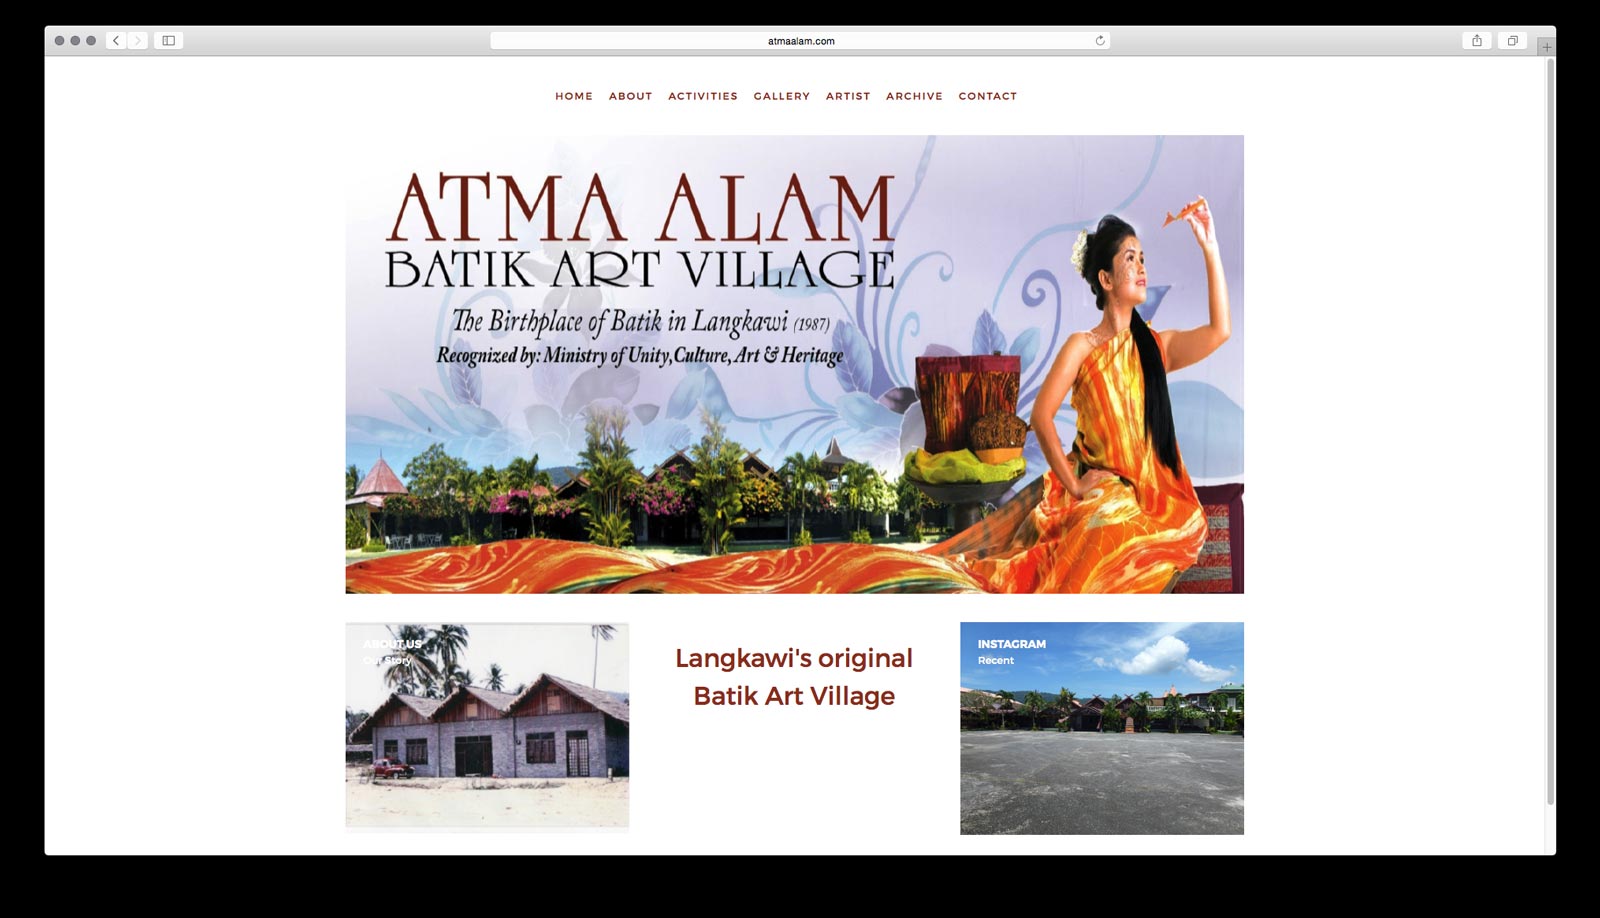 atmaalam.com
HOME ABOUT ACTIVITIES GALLERY ARTIST ARCHIVE CONTACT
ATMA ALAM
BATIK ART VILLAGE
The Birthplace of Batik in Langkawi (1987)
Recognized by: Ministry of Unity,Culture, Art & Heritage
ABOUT US
Our Story
Langkawi's original
Batik Art Village
INSTAGRAM
Recent